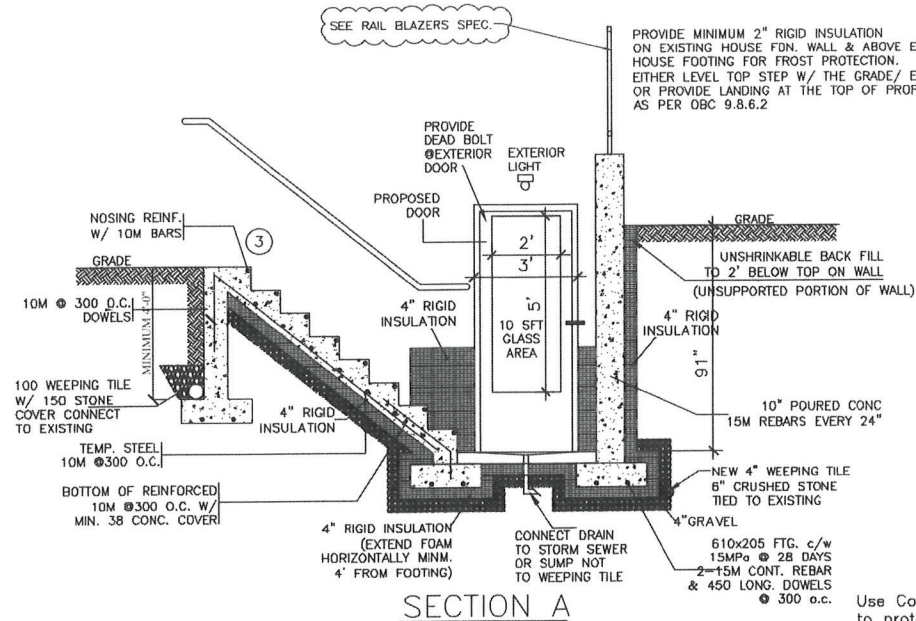 SEE RAIL BLAZERS SPEC.
PROVIDE MINIMUM 2" RIGID INSULATION
ON EXISTING HOUSE FDN. WALL & ABOVE
HOUSE FOOTING FOR FROST PROTECTION.
EITHER LEVEL TOP STEP W/ THE GRADE/
OR PROVIDE LANDING AT THE TOP OF
AS PER OBC 9.8.6.2
PROVIDE
DEAD BOLT
@EXTERIOR
DOOR
EXTERIOR
LIGHT
PROPOSED
DOOR
NOSING REINF.
W/ 10M BARS
3
GRADE
GRADE
2'
3'
5'
10 SFT
GLASS
AREA
UNSHRINKABLE BACK FILL
TO 2' BELOW TOP ON WALL
(UNSUPPORTED PORTION OF WALL)
10M @ 300 O.C.
DOWELS
MINIMUM 4'-0"
4" RIGID
INSULATION
4" RIGID
INSULATION
91"
100 WEEPING TILE
W/ 150 STONE
COVER CONNECT
TO EXISTING
4" RIGID
INSULATION
10" POURED CONC
15M REBARS EVERY 24"
TEMP. STEEL
10M @300 O.C.
BOTTOM OF REINFORCED
10M @300 O.C. W/
MIN. 38 CONC. COVER
NEW 4" WEEPING TILE
6" CRUSHED STONE
TIED TO EXISTING
4" RIGID INSULATION
(EXTEND FOAM
HORIZONTALLY MINM.
4' FROM FOOTING)
CONNECT DRAIN
TO STORM SEWER
OR SUMP NOT
TO WEEPING TILE
4"GRAVEL
610x205 FTG. c/w
15MPa @ 28 DAYS
2-15M CONT. REBAR
& 450 LONG. DOWELS
@ 300 o.c.
SECTION A
Use
to